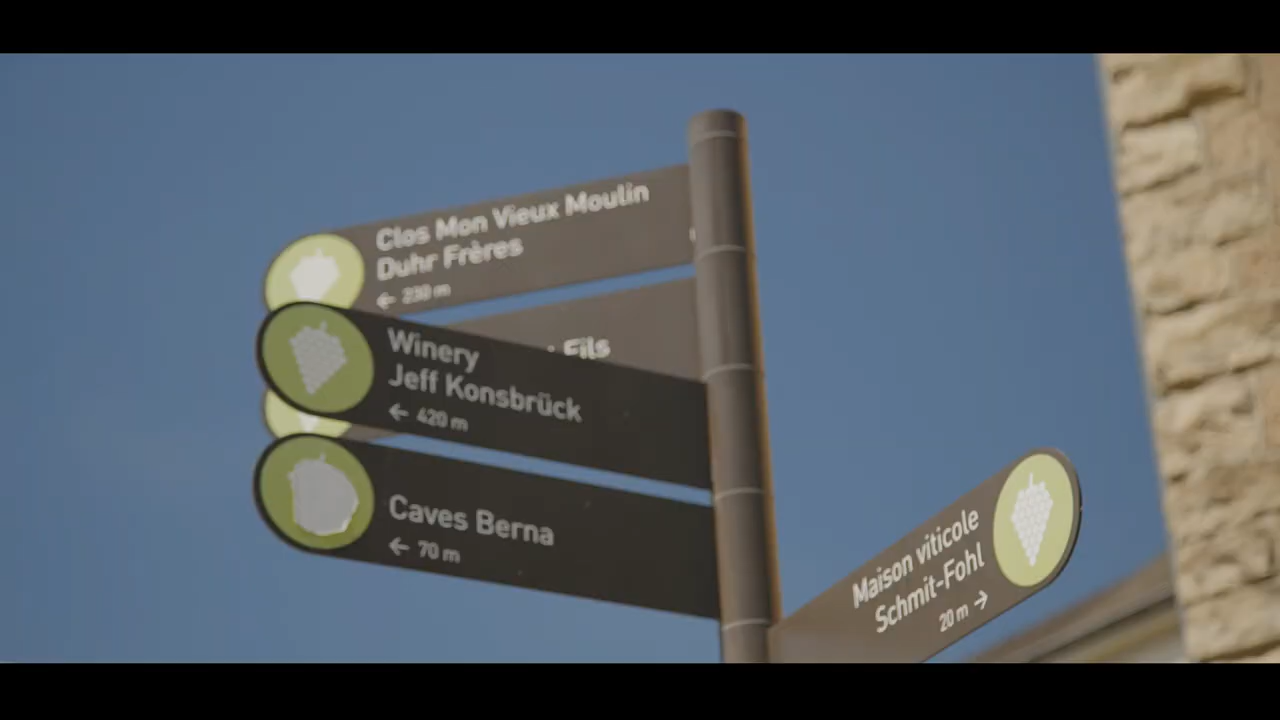 Clos Mon Vieux Moulin
Duhr Frères
← 230 m
Fils
Winery
Jeff Konsbrück
← 420 m
Caves Berna
← 70 m
Maison viticole
Schmit-Fohl
20 m →